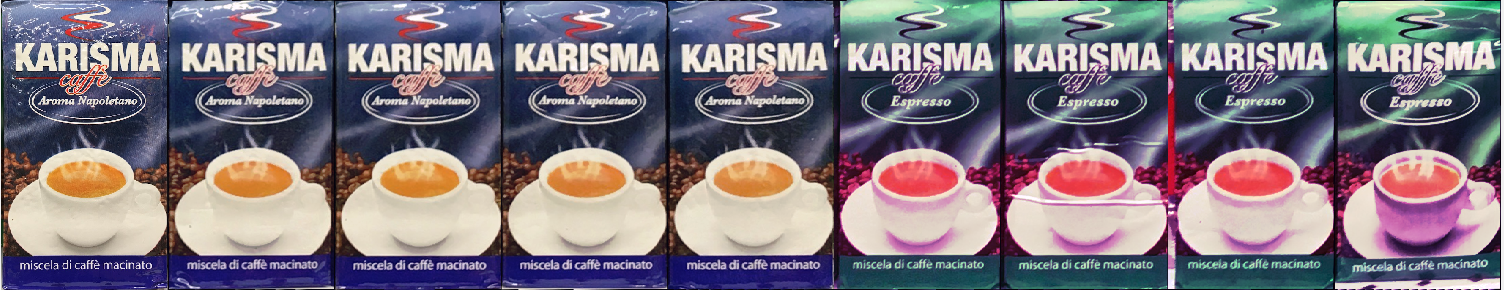 KARISMA
caffè
Aroma Napoletano
miscela di caffè macinato
KARISMA
caffè
Aroma Napoletano
miscela di caffè macinato
KARISMA
caffè
Aroma Napoletano
miscela di caffè macinato
KARISMA
caffè
Aroma Napoletano
miscela di caffè macinato
KARISMA
caffè
Aroma Napoletano
miscela di caffè macinato
KARISMA
caffè
Espresso
miscela di caffè macinato
KARISMA
caffè
Espresso
miscela di caffè macinato
KARISMA
caffè
Espresso
miscela di caffè macinato
KARISMA
caffè
Espresso
miscela di caffè macinato